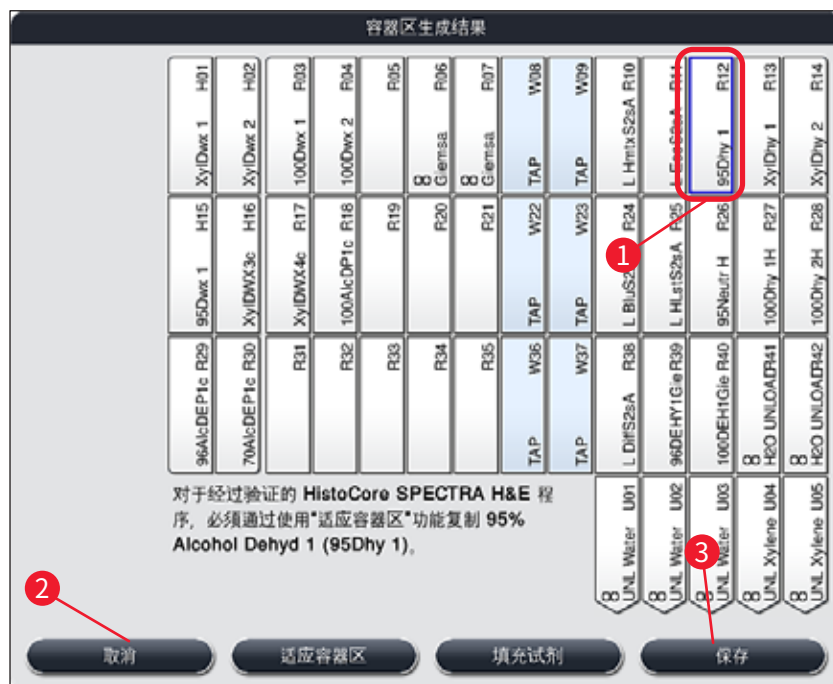 容器区生成结果
XylDwx 1 H01
XylDwx 2 H02
100Dwx 1 R03
100Dwx 2 R04
R05
∞ Giemsa R06
∞ Giemsa R07
TAP W08
TAP W09
L HmtxS2sA R10
L EosS2sA R11
95Dhy 1 R12
XylDhy 1 R13
XylDhy 2 R14
95Dwx 1 H15
XylDWX3c H16
XylDWX4c R17
100AlcDP1c R18
R19
R20
R21
TAP W22
TAP W23
L BluS2 R24
L HLstS2sA R25
95Neutr H R26
100Dhy 1H R27
100Dhy 2H R28
96AlcDEP1c R29
70AlcDEP1c R30
R31
R32
R33
R34
R35
TAP W36
TAP W37
L DiffS2sA R38
96DEHY1Gie R39
100DEH1Gie R40
∞ H2O UNLOADR41
∞ H2O UNLOADR42
∞ UNL Water U01
∞ UNL Water U02
∞ UNL Water U03
∞ UNL Xylene U04
∞ UNL Xylene U05
1
对于经过验证的 HistoCore SPECTRA H&E 程
序，必须通过使用“适应容器区”功能复制 95%
Alcohol Dehyd 1 (95Dhy 1)。
2
3
取消
适应容器区
填充试剂
保存